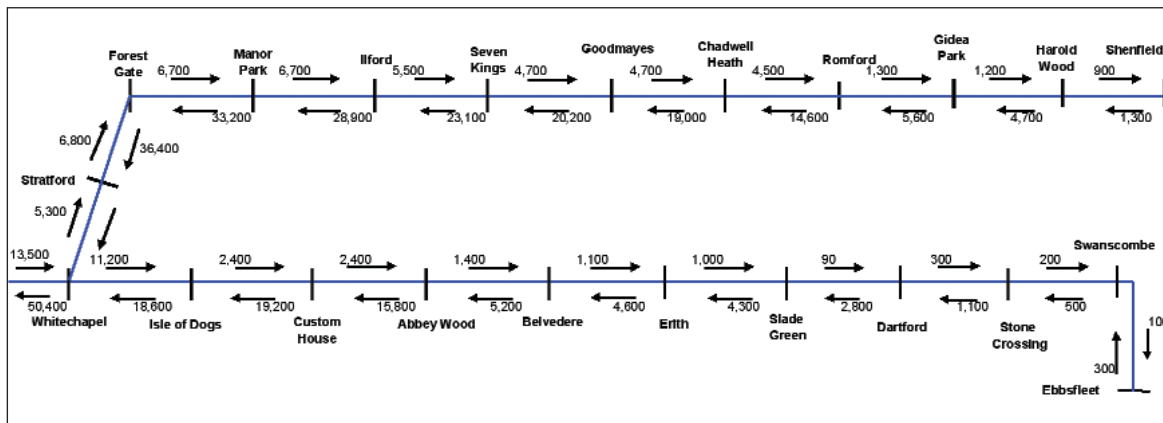 Forest
Gate
Manor
Park
Ilford
Seven
Kings
Goodmayes
Chadwell
Heath
Romford
Gidea
Park
Harold
Wood
Shenfield
6,700
6,700
5,500
4,700
4,700
4,500
1,300
1,200
900
33,200
28,900
23,100
20,200
19,000
14,600
5,600
4,700
1,300
6,800
36,400
Stratford
5,300
13,500
11,200
2,400
2,400
1,400
1,100
1,000
90
300
200
Swanscombe
50,400
18,600
19,200
15,800
5,200
4,600
4,300
2,800
1,100
500
Whitechapel
Isle of Dogs
Custom
House
Abbey Wood
Belvedere
Erith
Slade
Green
Dartford
Stone
Crossing
10
300
Ebbsfleet